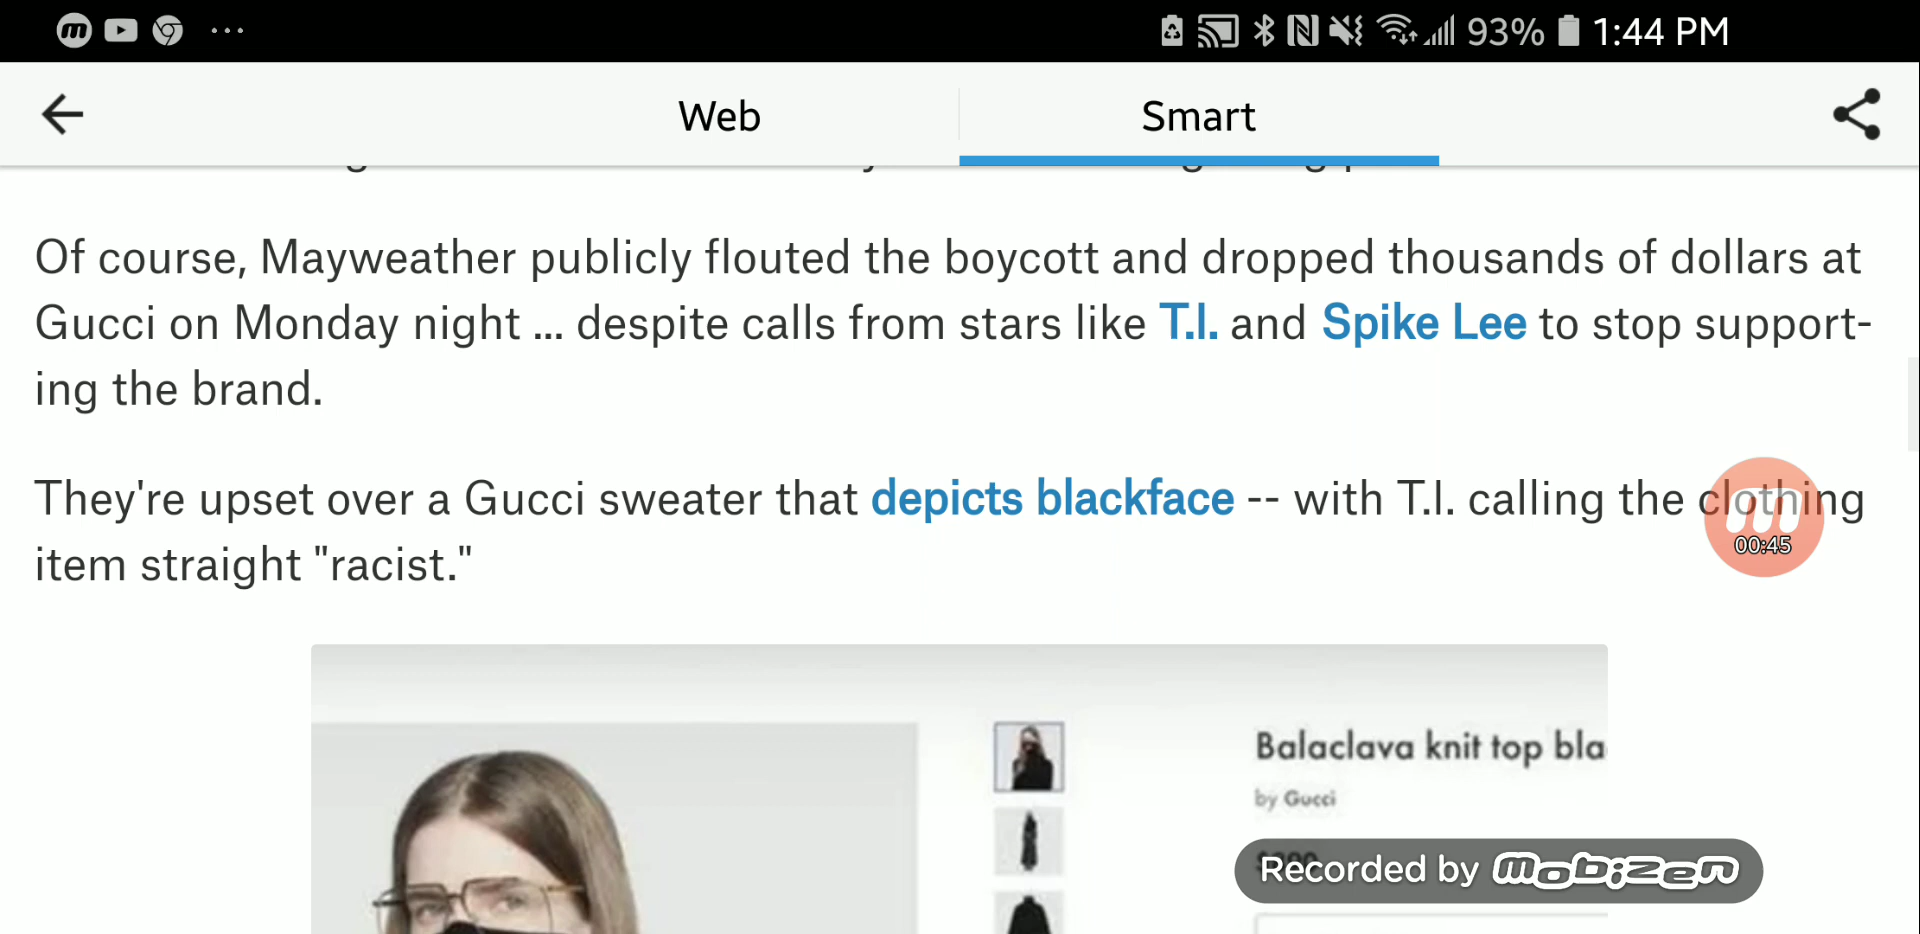 93% 1:44 PM
Web
Smart
Of course, Mayweather publicly flouted the boycott and dropped thousands of dollars at
Gucci on Monday night ... despite calls from stars like T.I. and Spike Lee to stop support-
ing the brand.
They're upset over a Gucci sweater that depicts blackface -- with T.I. calling the clothing
item straight "racist."
00:45
Balaclava knit top bla
by Gucci
Recorded by mobizen